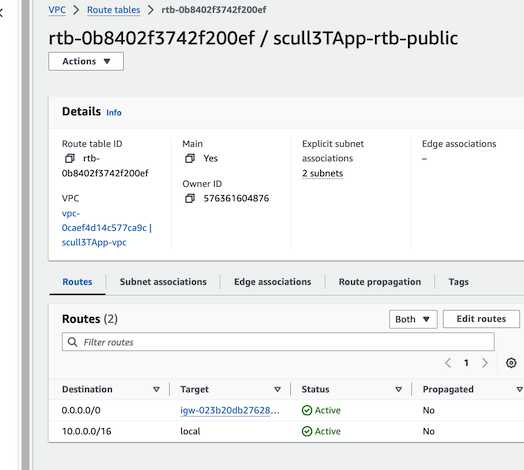 VPC > Route tables > rtb-0b8402f3742f200ef
rtb-0b8402f3742f200ef / scull3TApp-rtb-public
Actions
Details Info
Route table ID
rtb-
0b8402f3742f200ef
Main
Yes
Explicit subnet
associations
2 subnets
Edge associations
–
Owner ID
576361604876
VPC
vpc-
0caef4d14c577ca9c |
scull3TApp-vpc
Routes Subnet associations Edge associations Route propagation Tags
Routes (2)
Both
Edit routes
Filter routes
1
Destination Target Status Propagated
0.0.0.0/0 igw-023b20db27628... Active No
10.0.0.0/16 local Active No